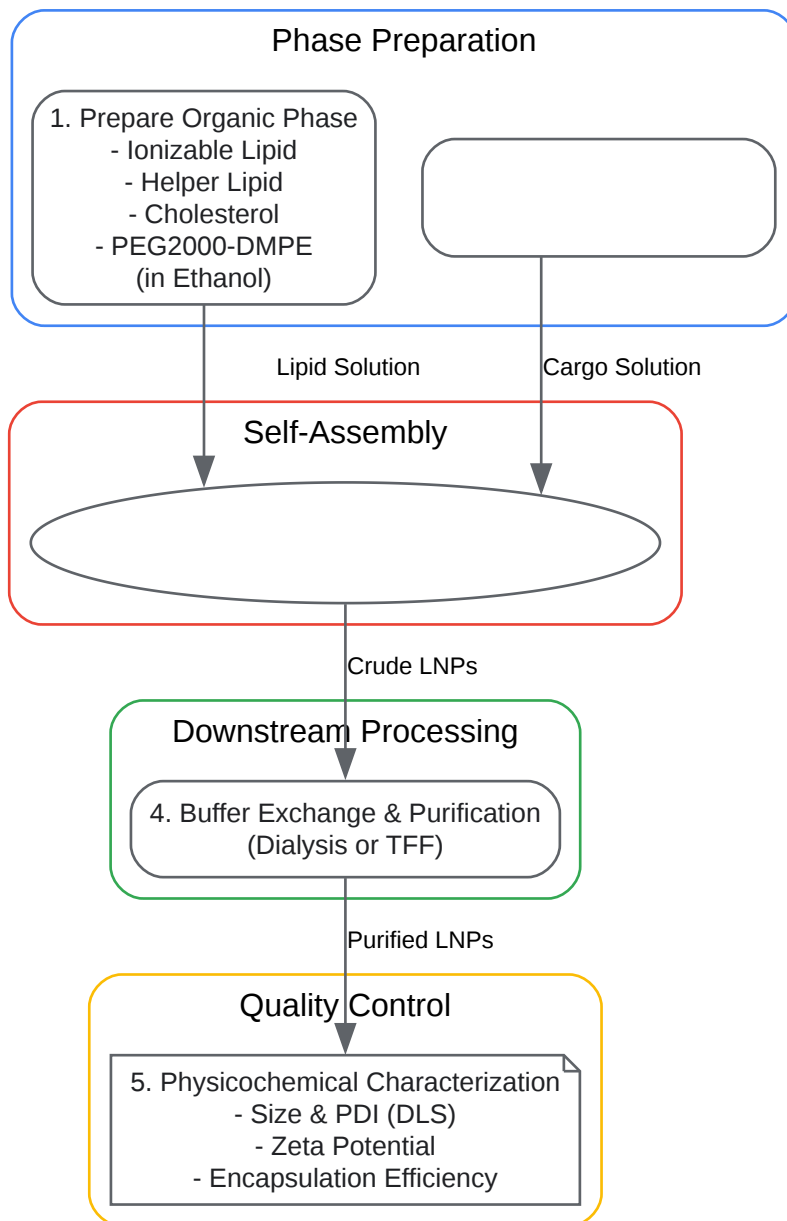 Phase Preparation
1. Prepare Organic Phase
- Ionizable Lipid
- Helper Lipid
- Cholesterol
- PEG2000-DMPE
(in Ethanol)
Lipid Solution
Cargo Solution
Self-Assembly
Crude LNPs
Downstream Processing
4. Buffer Exchange & Purification
(Dialysis or TFF)
Purified LNPs
Quality Control
5. Physicochemical Characterization
- Size & PDI (DLS)
- Zeta Potential
- Encapsulation Efficiency